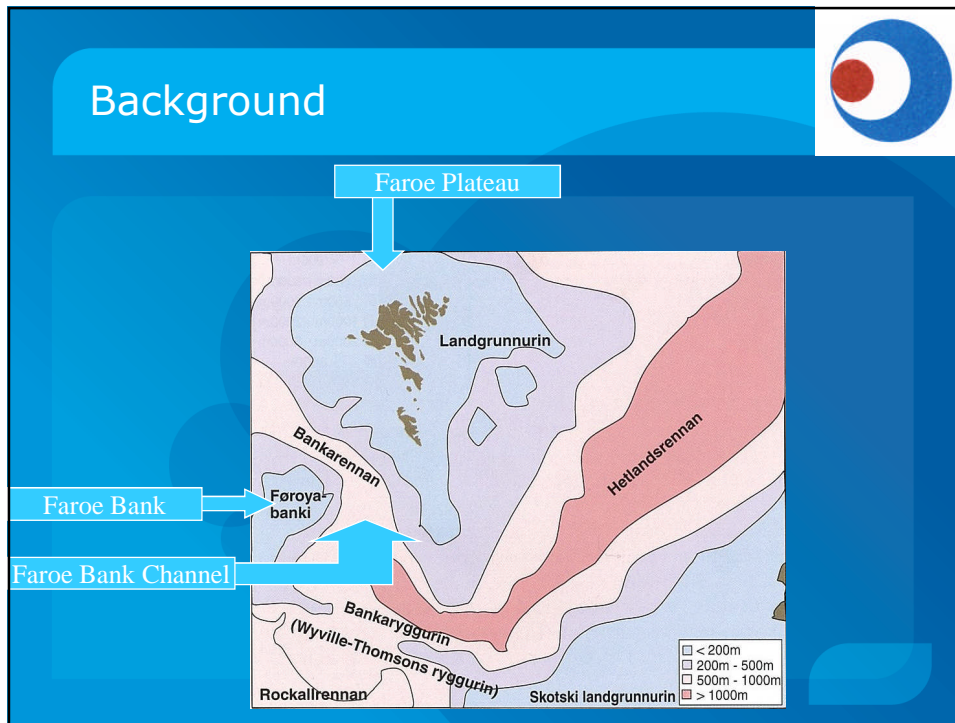 Background
Faroe Plateau
Landgrunnurin
Bankarennan
Hetlandsrennan
Faroe Bank
Føroya-
banki
Faroe Bank Channel
Bankaryggurin
(Wyville-Thomsons ryggurin)
Rockallrennan
Skotski landgrunnurin
< 200m
200m - 500m
500m - 1000m
> 1000m